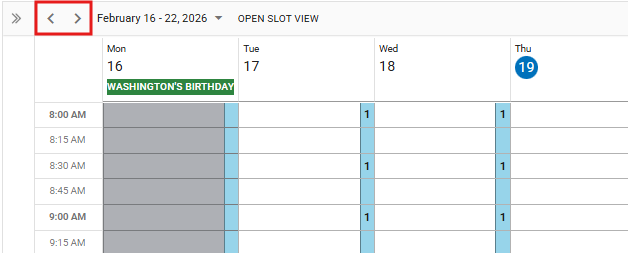 February 16 - 22, 2026 OPEN SLOT VIEW
Mon Tue Wed Thu
16 17 18 19
WASHINGTON'S BIRTHDAY
8:00 AM 1 1
8:15 AM
8:30 AM 1 1
8:45 AM
9:00 AM 1 1
9:15 AM